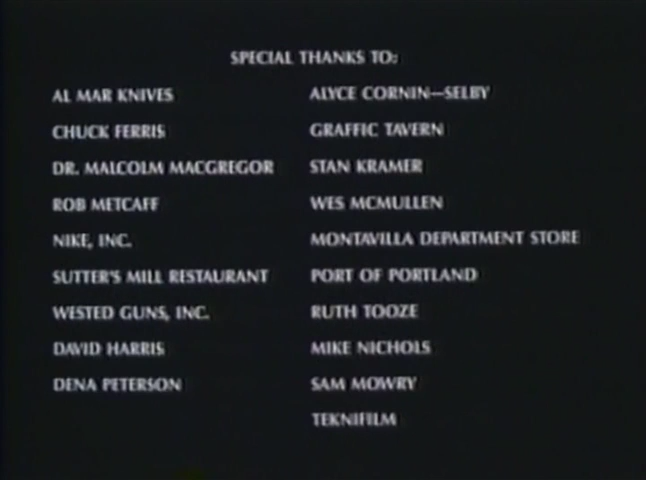 SPECIAL THANKS TO:
AL MAR KNIVES
CHUCK FERRIS
DR. MALCOLM MACGREGOR
ROB METCAFF
NIKE, INC.
SUTTER'S MILL RESTAURANT
WESTED GUNS, INC.
DAVID HARRIS
DENA PETERSON
ALYCE CORNIN—SELBY
GRAFFIC TAVERN
STAN KRAMER
WES MCMULLEN
MONTAVILLA DEPARTMENT STORE
PORT OF PORTLAND
RUTH TOOZE
MIKE NICHOLS
SAM MOWRY
TEKNIFILM